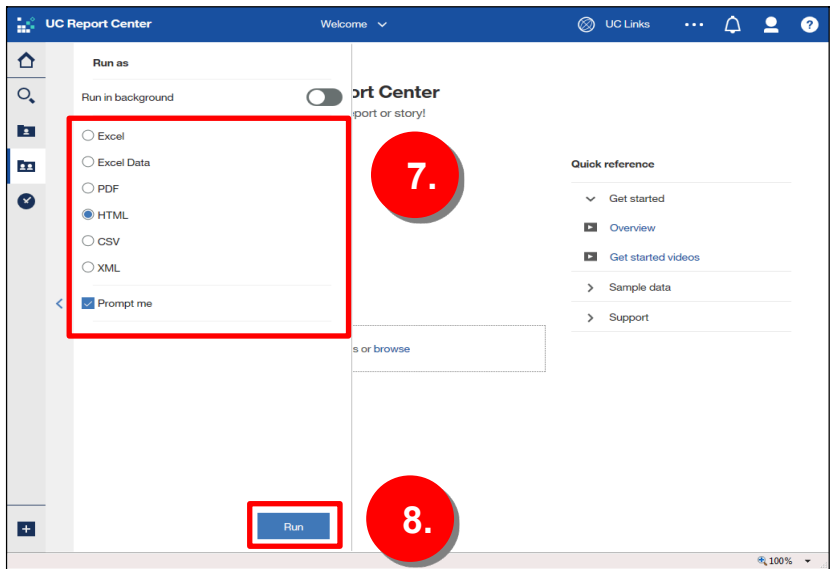 UC Report Center
Welcome
UC Links
?
Run as
Run in background
ort Center
eport or story!
Excel
Excel Data
PDF
HTML
CSV
XML
Prompt me
7.
Quick reference
Get started
Overview
Get started videos
Sample data
Support
s or browse
Run
8.
100%